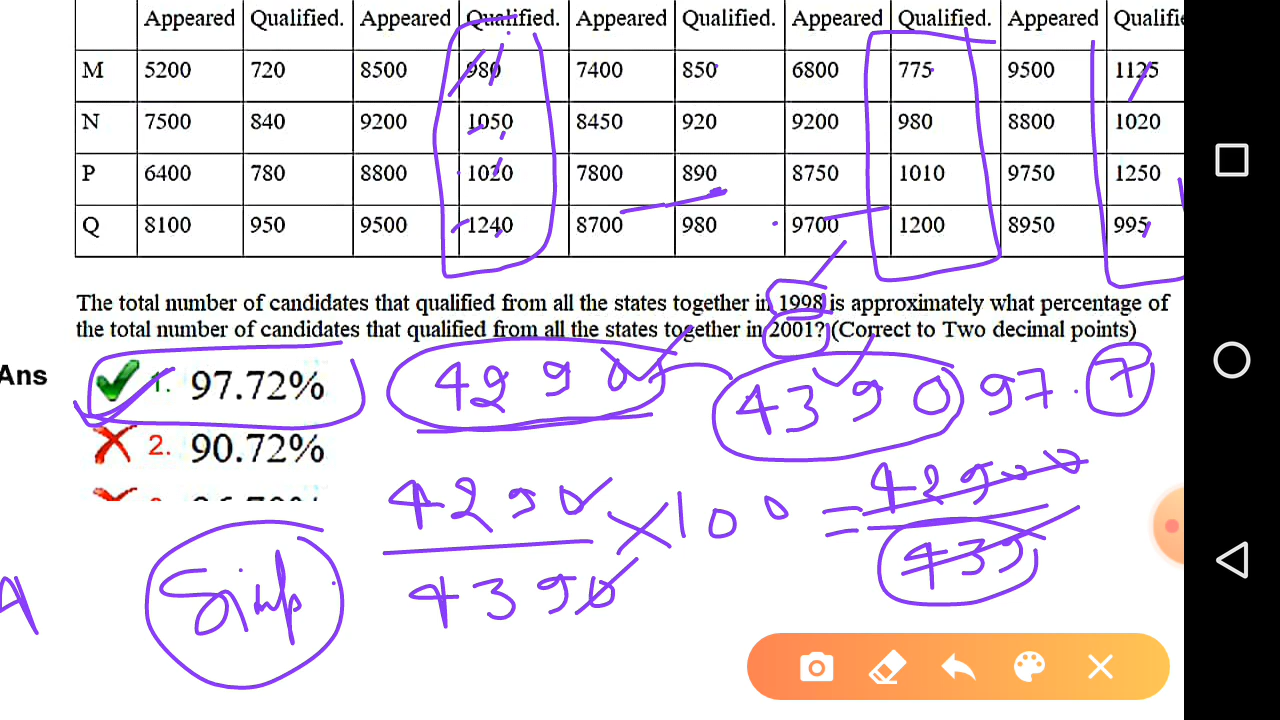 Appeared Qualified. Appeared Qualified. Appeared Qualified. Appeared Qualified. Appeared Qualifie
M 5200 720 8500 980 7400 850 6800 775 9500 1125
N 7500 840 9200 1050 8450 920 9200 980 8800 1020
P 6400 780 8800 1020 7800 890 8750 1010 9750 1250
Q 8100 950 9500 1240 8700 980 9700 1200 8950 995
The total number of candidates that qualified from all the states together in 1998 is approximately what percentage of
the total number of candidates that qualified from all the states together in 2001? (Correct to Two decimal points)
Ans 1. 97.72% 4290 4390 97.7
2. 90.72%
4290 × 100 = 42900
4390 439
Simp